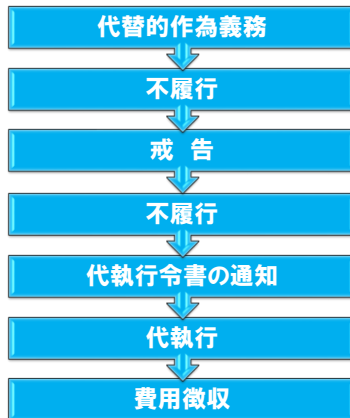 代替的作為義務
不履行
戒 告
不履行
代執行令書の通知
代執行
費用徴収